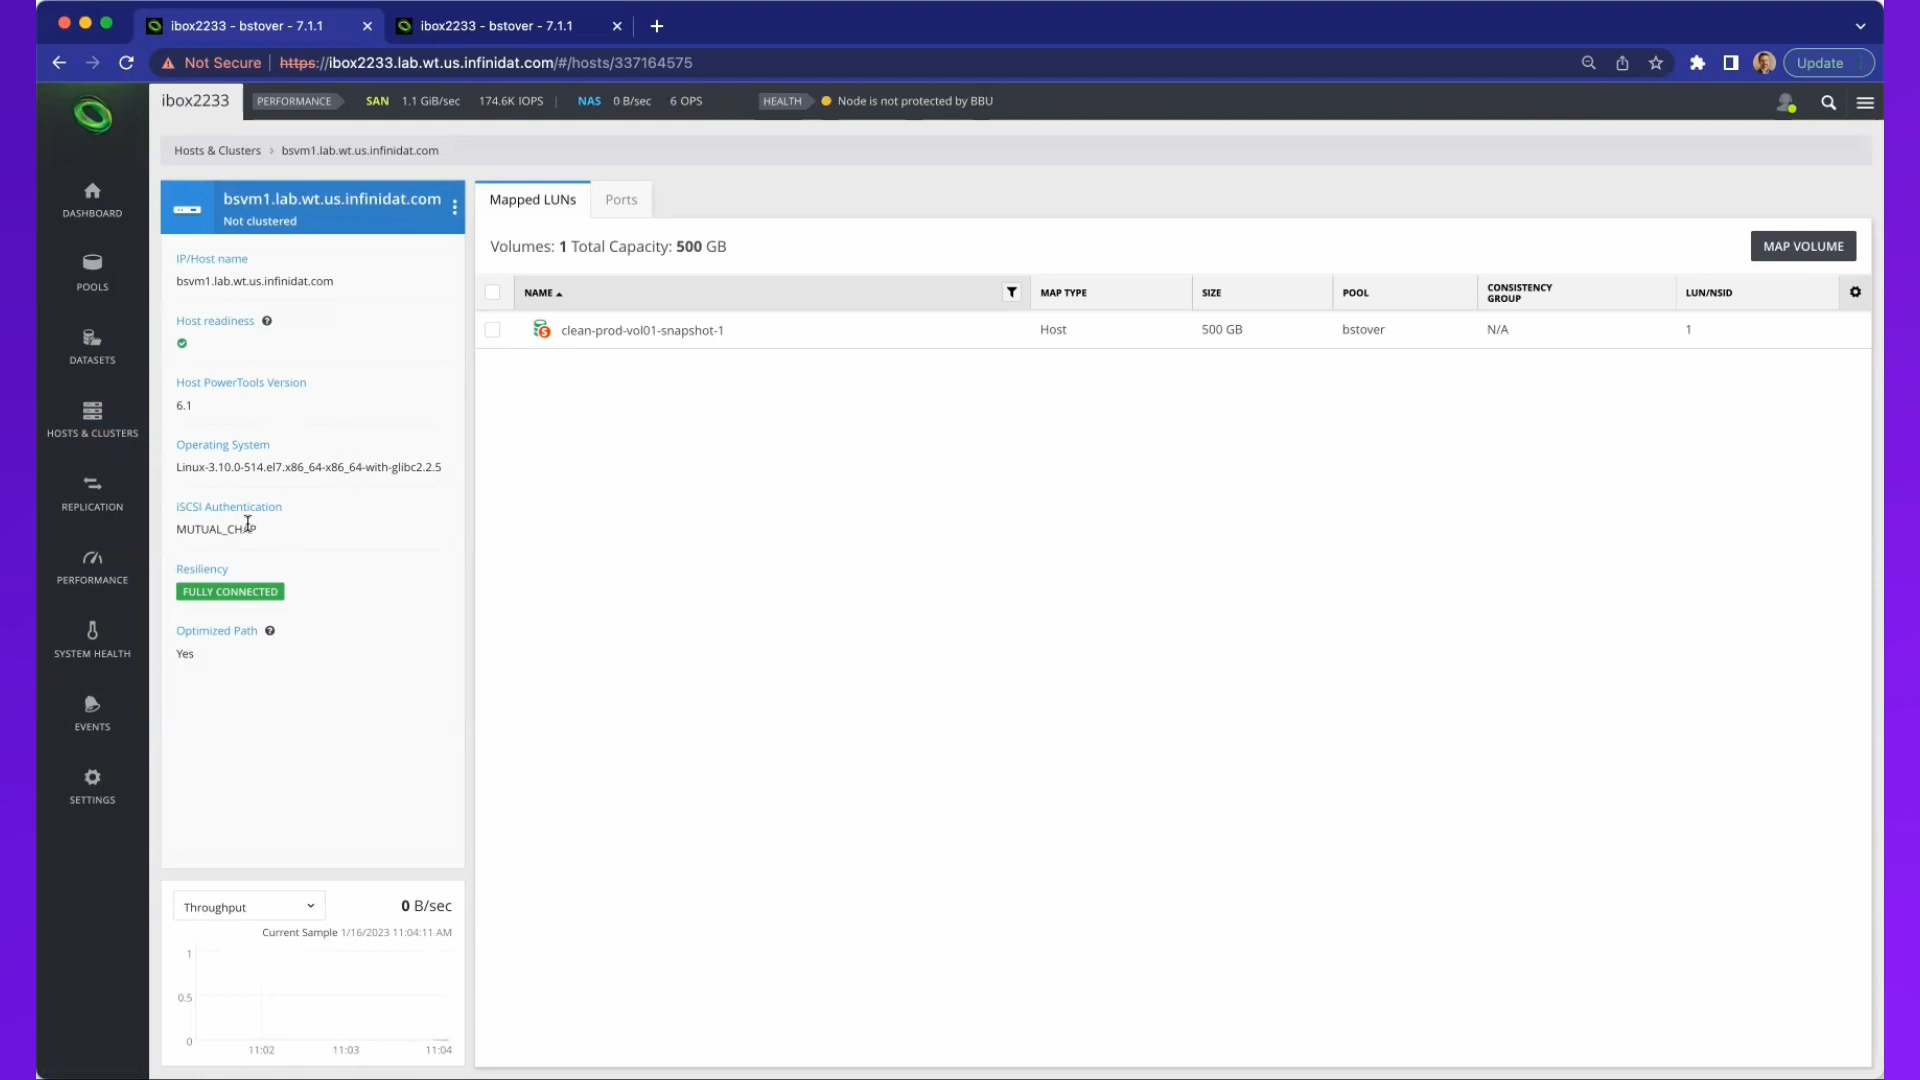 ibox2233 - bstover - 7.1.1
ibox2233 - bstover - 7.1.1
Not Secure https://ibox2233.lab.wt.us.infinidat.com/#/hosts/337164575
Update
ibox2233 PERFORMANCE SAN 1.1 GiB/sec 174.6K IOPS NAS 0 B/sec 6 OPS HEALTH Node is not protected by BBU
Hosts & Clusters › bsvm1.lab.wt.us.infinidat.com
DASHBOARD
POOLS
DATASETS
HOSTS & CLUSTERS
REPLICATION
PERFORMANCE
SYSTEM HEALTH
EVENTS
SETTINGS
bsvm1.lab.wt.us.infinidat.com
Not clustered
IP/Host name
bsvm1.lab.wt.us.infinidat.com
Host readiness
Host PowerTools Version
6.1
Operating System
Linux-3.10.0-514.el7.x86_64-x86_64-with-glibc2.2.5
iSCSI Authentication
MUTUAL_CHAP
Resiliency
FULLY CONNECTED
Optimized Path
Yes
Throughput 0 B/sec
Current Sample 1/16/2023 11:04:11 AM
1
0.5
0
11:02 11:03 11:04
Mapped LUNs Ports
Volumes: 1 Total Capacity: 500 GB
MAP VOLUME
NAME MAP TYPE SIZE POOL CONSISTENCY GROUP LUN/NSID
clean-prod-vol01-snapshot-1 Host 500 GB bstover N/A 1